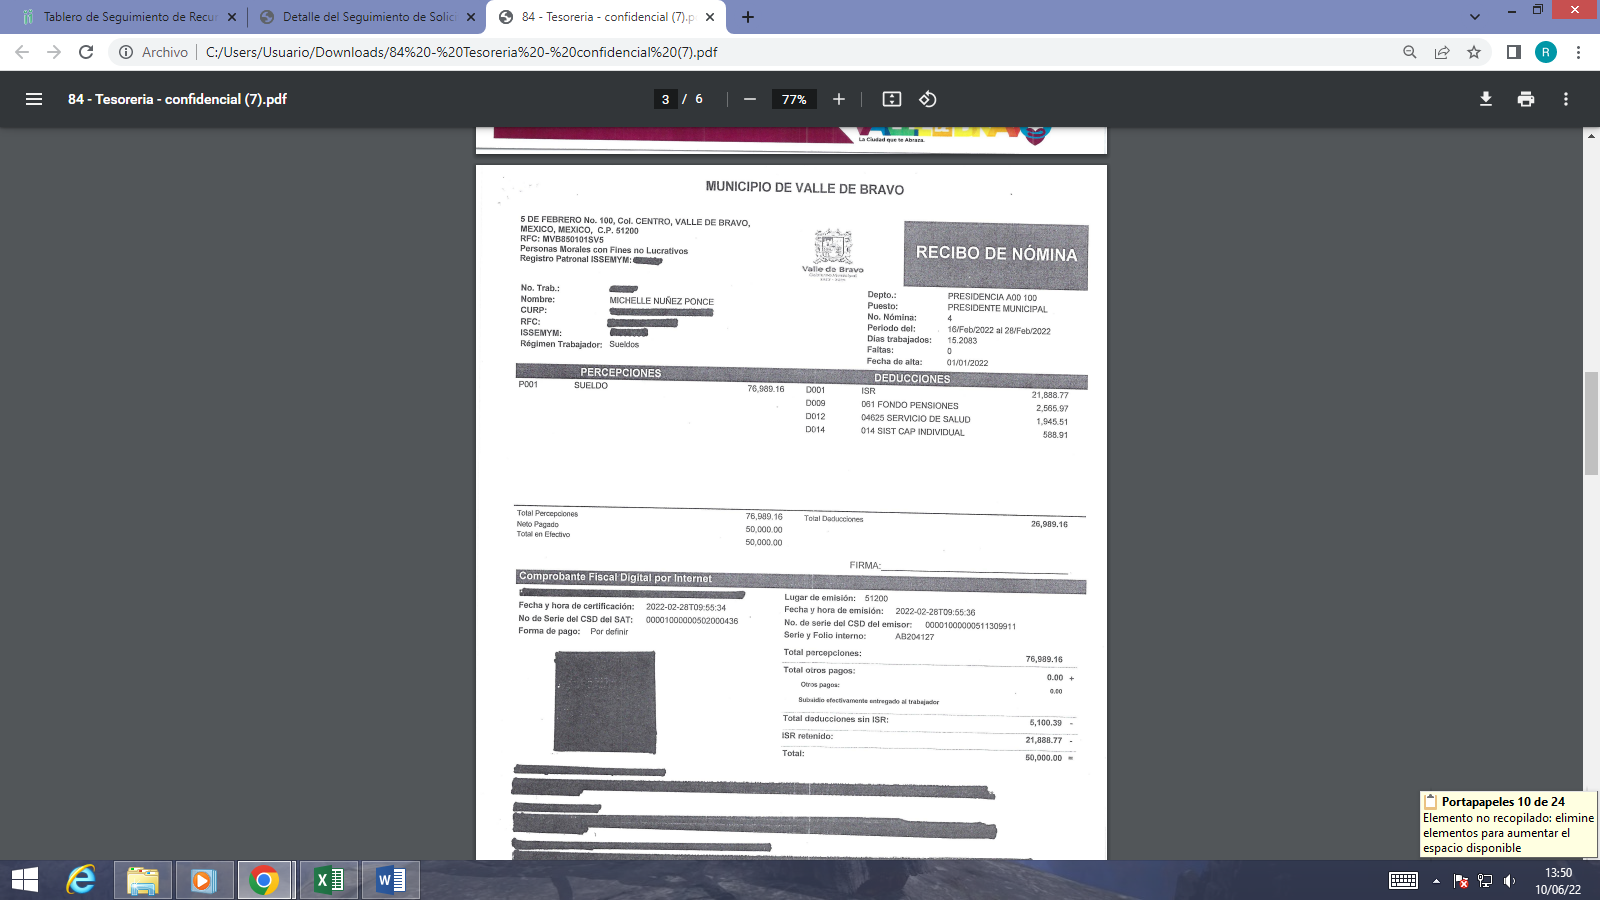 Tablero de Seguimiento de Recur
Detalle del Seguimiento de Solici
84 - Tesoreria - confidencial (7).p
Archivo
C:/Users/Usuario/Downloads/84%20-%20Tesoreria%20-%20confidencial%20(7).pdf
R
84 - Tesoreria - confidencial (7).pdf
3 / 6
77%
La Ciudad que te Abraza.
MUNICIPIO DE VALLE DE BRAVO
5 DE FEBRERO No. 100, Col. CENTRO, VALLE DE BRAVO,
MEXICO, MEXICO, C.P. 51200
RFC: MVB850101SV5
Personas Morales con Fines no Lucrativos
Registro Patronal ISSEMYM:
Valle de Bravo
RECIBO DE NÓMINA
No. Trab.:
Nombre: MICHELLE NUÑEZ PONCE
CURP:
RFC:
ISSEMYM:
Régimen Trabajador: Sueldos
Depto.: PRESIDENCIA A00 100
Puesto: PRESIDENTE MUNICIPAL
No. Nómina: 4
Periodo del: 16/Feb/2022 al 28/Feb/2022
Dias trabajados: 15.2083
Faltas: 0
Fecha de alta: 01/01/2022
PERCEPCIONES DEDUCCIONES
P001 SUELDO 76,989.16 D001 ISR 21,888.77
D009 061 FONDO PENSIONES 2,565.97
D012 04625 SERVICIO DE SALUD 1,945.51
D014 014 SIST CAP INDIVIDUAL 588.91
Total Percepciones 76,989.16 Total Deducciones 26,989.16
Neto Pagado 50,000.00
Total en Efectivo 50,000.00
FIRMA:
Comprobante Fiscal Digital por Internet
Fecha y hora de certificación: 2022-02-28T09:55:34
No de Serie del CSD del SAT: 00001000000502000436
Forma de pago: Por definir
Lugar de emisión: 51200
Fecha y hora de emisión: 2022-02-28T09:55:36
No. de serie del CSD del emisor: 00001000000511309911
Serie y Folio interno: AB204127
Total percepciones: 76,989.16
Total otros pagos: 0.00 +
Otros pagos: 0.00
Subsidio efectivamente entregado al trabajador
Total deducciones sin ISR: 5,100.39 -
ISR retenido: 21,888.77 -
Total: 50,000.00 =
Portapapeles 10 de 24
Elemento no recopilado: elimine
elementos para aumentar el
espacio disponible
13:50
10/06/22